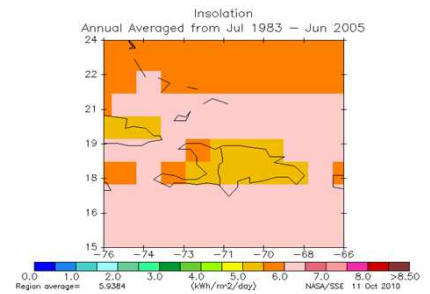 Insolation
Annual Averaged from Jul 1983 – Jun 2005
24
22
21
19
18
16
15
-76 -74 -73 -71 -70 -69 -68 -66
0.0 1.0 2.0 3.0 4.0 5.0 6.0 7.0 8.0 >8.50
Region average= 5.9384 (kWh/m^2/day) NASA/SSE 11 Oct 2010